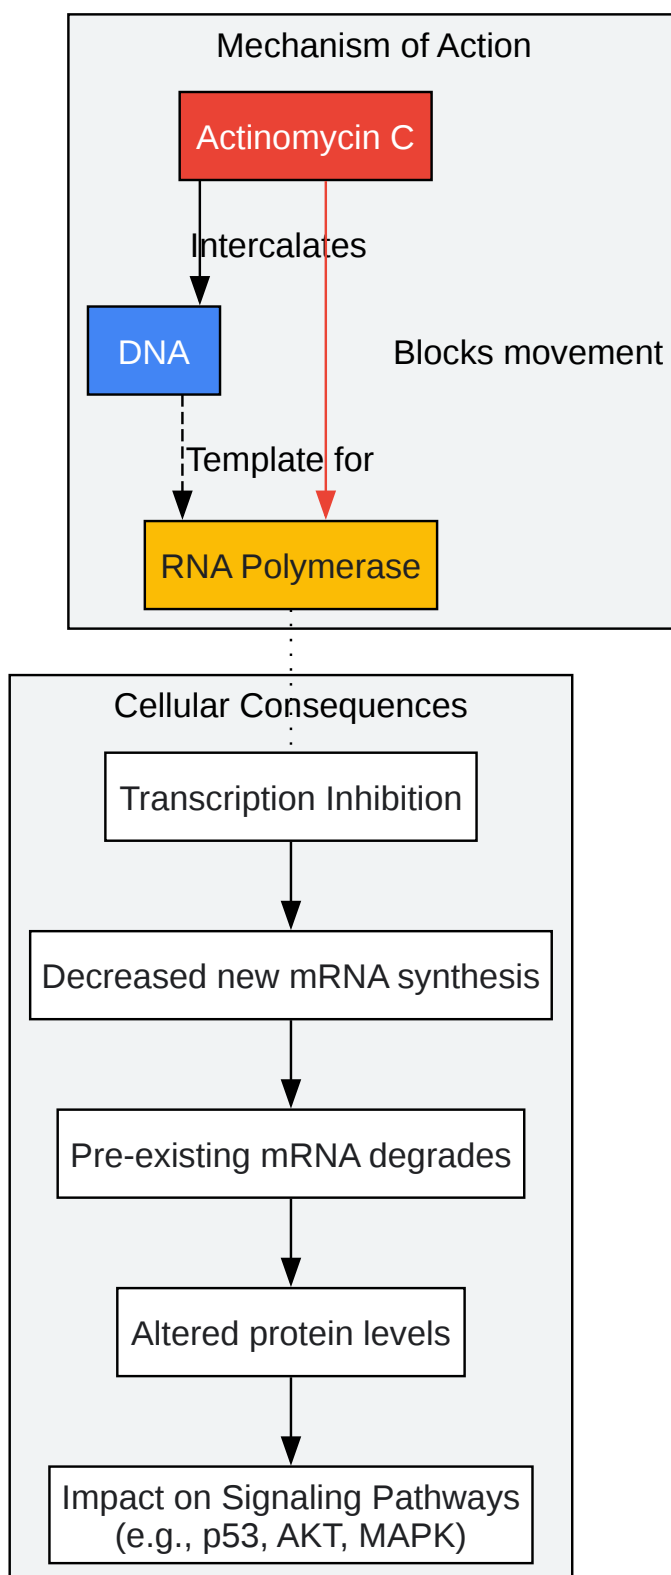 Mechanism of Action
Actinomycin C
Intercalates
DNA
Blocks movement
Template for
RNA Polymerase
Cellular Consequences
Transcription Inhibition
Decreased new mRNA synthesis
Pre-existing mRNA degrades
Altered protein levels
Impact on Signaling Pathways
(e.g., p53, AKT, MAPK)